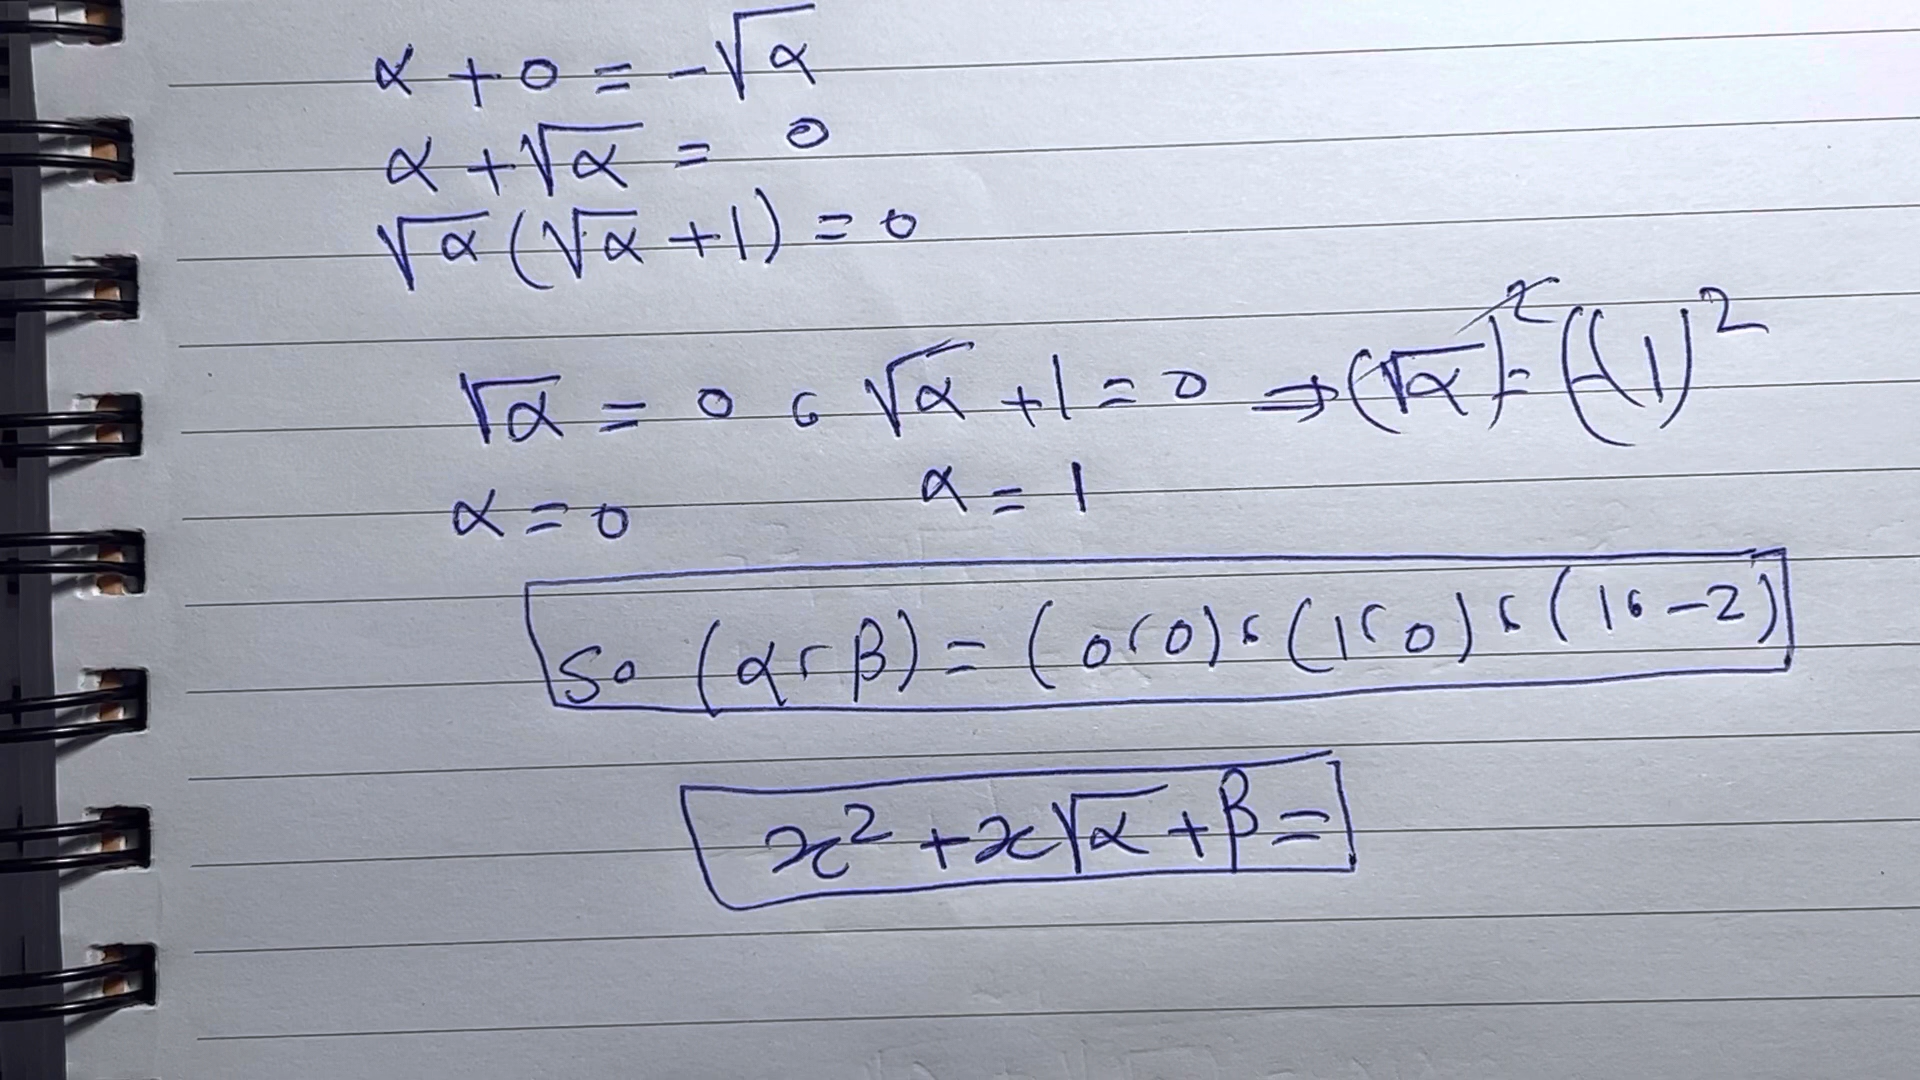 α + 0 = -√α
α + √α = 0
√α (√α + 1) = 0
√α = 0 , √α + 1 = 0 ⇒ (√α)² = (-1)²
α = 0 α = 1
So (α, β) = (0, 0), (1, 0), (1, -2)
x² + x√α + β =